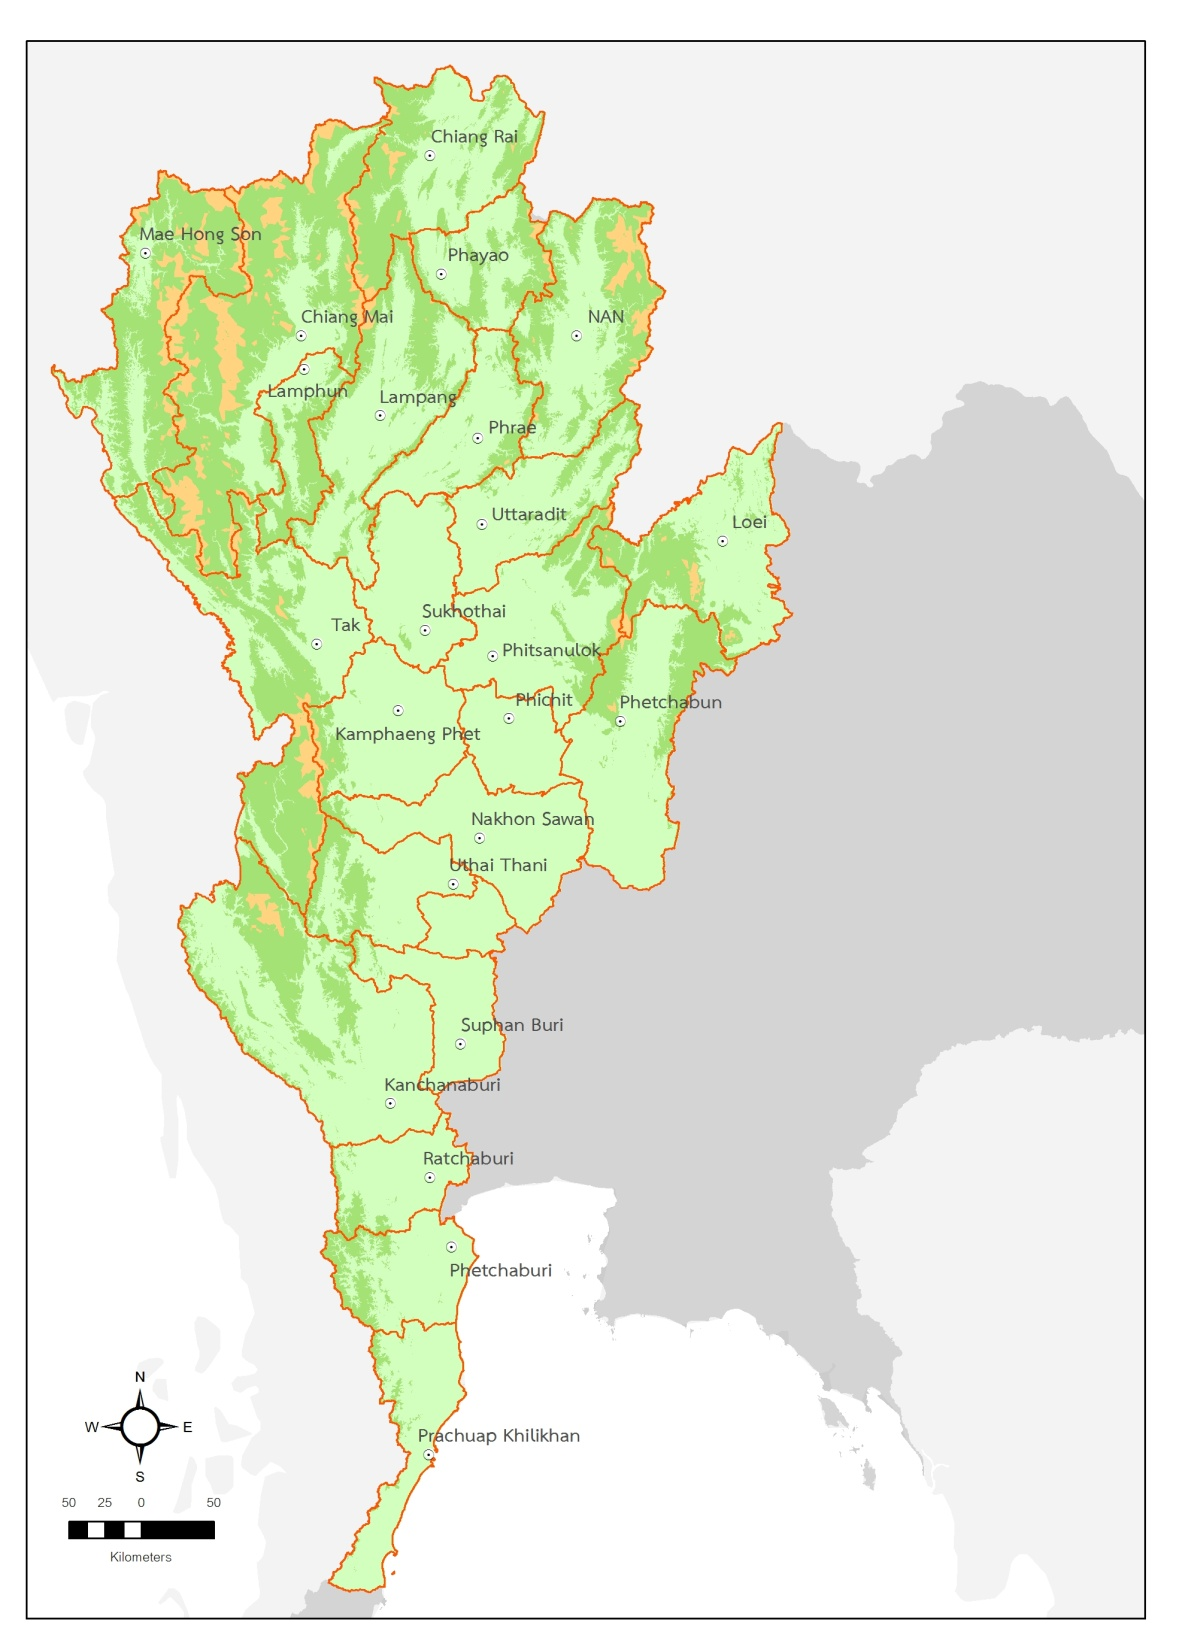 Chiang Rai
Mae Hong Son
Phayao
Chiang Mai
NAN
Lamphun
Lampang
Phrae
Uttaradit
Loei
Sukhothai
Tak
Phitsanulok
Phichit
Phetchabun
Kamphaeng Phet
Nakhon Sawan
Uthai Thani
Suphan Buri
Kanchanaburi
Ratchaburi
Phetchaburi
Prachuap Khilikhan
N
W E
S
50 25 0 50
Kilometers